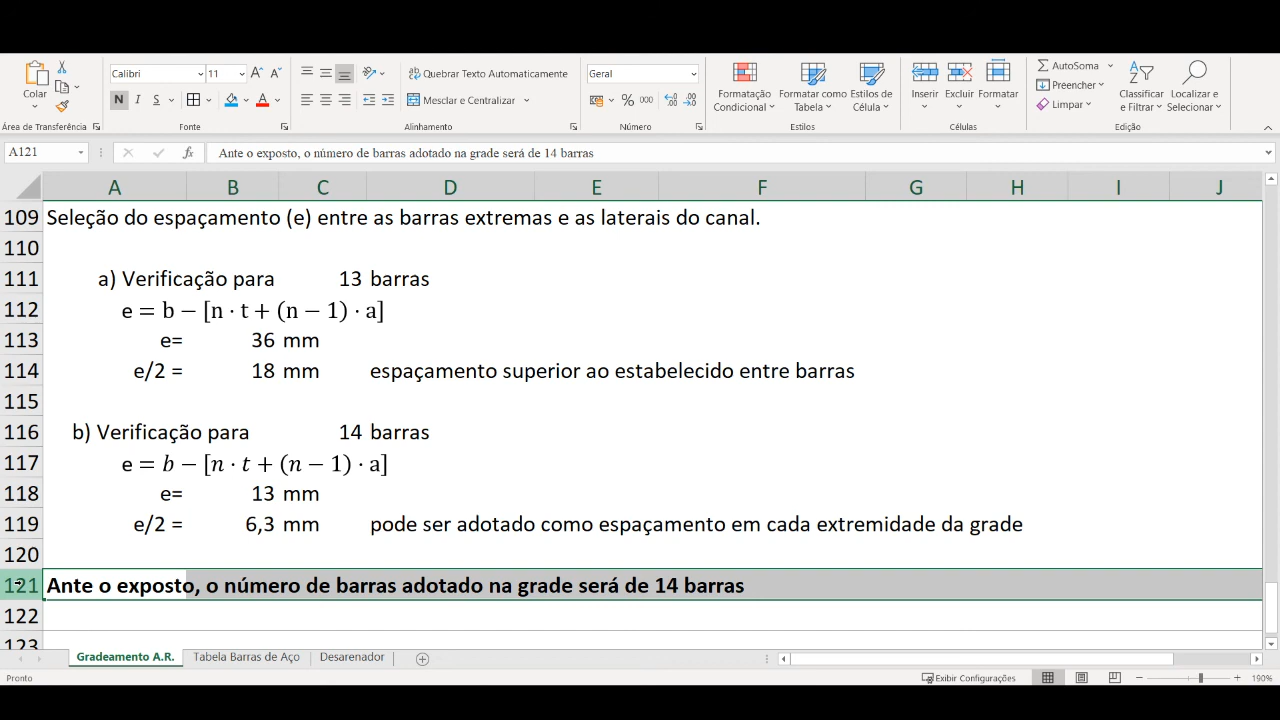 Colar
Área de Transferência
Calibri 11
N I S
Fonte
Quebrar Texto Automaticamente
Mesclar e Centralizar
Alinhamento
Geral
% 000
Número
Formatação Condicional
Formatar como Tabela
Estilos de Célula
Estilos
Inserir Excluir Formatar
Células
AutoSoma
Preencher
Limpar
Classificar e Filtrar
Localizar e Selecionar
Edição
A121 fx Ante o exposto, o número de barras adotado na grade será de 14 barras
A B C D E F G H I J
109 Seleção do espaçamento (e) entre as barras extremas e as laterais do canal.
110
111 a) Verificação para 13 barras
112 e = b − [n · t + (n − 1) · a]
113 e= 36 mm
114 e/2 = 18 mm espaçamento superior ao estabelecido entre barras
115
116 b) Verificação para 14 barras
117 e = b − [n · t + (n − 1) · a]
118 e= 13 mm
119 e/2 = 6,3 mm pode ser adotado como espaçamento em cada extremidade da grade
120
121 Ante o exposto, o número de barras adotado na grade será de 14 barras
122
123
Gradeamento A.R. Tabela Barras de Aço Desarenador
Pronto Exibir Configurações 190%